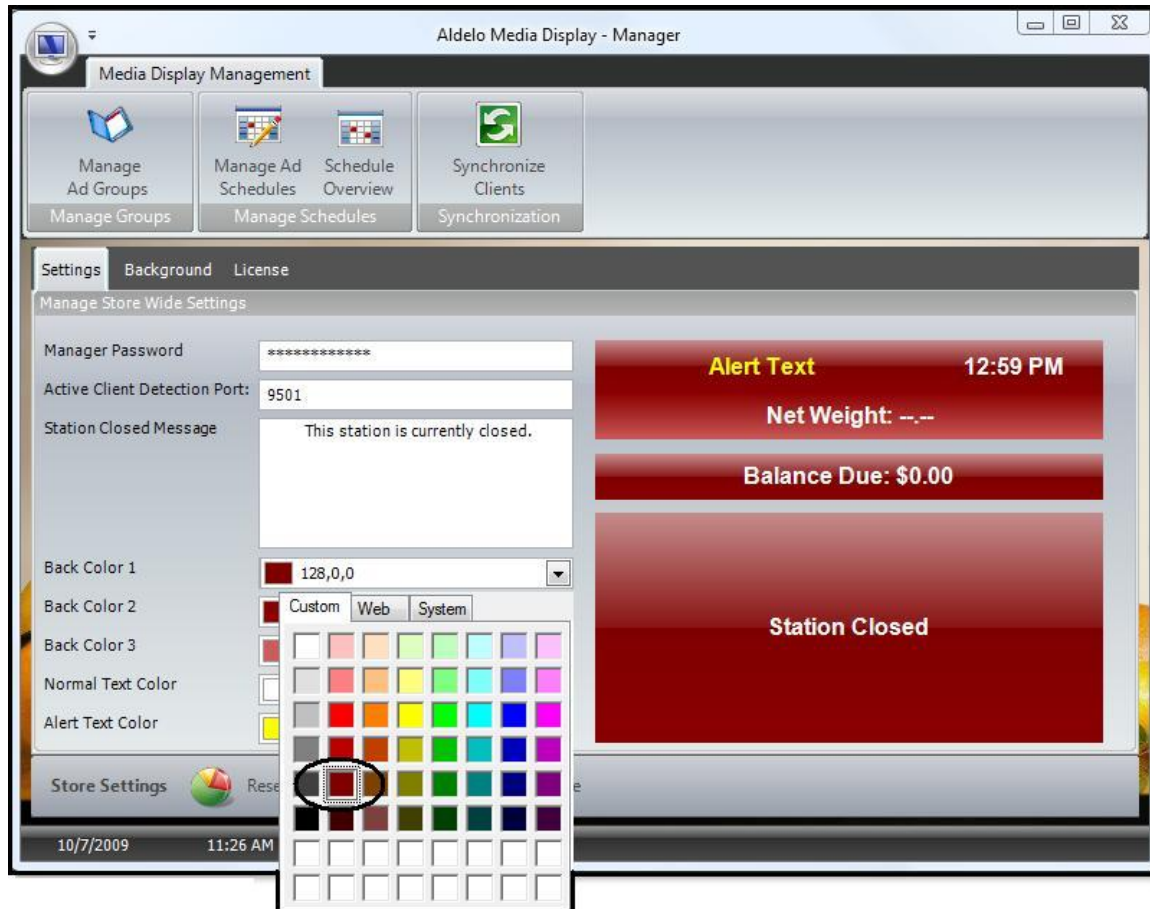 Aldelo Media Display - Manager
Media Display Management
Manage Ad Groups
Manage Ad Schedules
Schedule Overview
Synchronize Clients
Manage Groups
Manage Schedules
Synchronization
Settings Background License
Manage Store Wide Settings
Manager Password ************
Active Client Detection Port: 9501
Station Closed Message This station is currently closed.
Back Color 1 128,0,0
Back Color 2
Back Color 3
Normal Text Color
Alert Text Color
Custom Web System
Alert Text 12:59 PM
Net Weight: --.--
Balance Due: $0.00
Station Closed
Store Settings
10/7/2009 11:26 AM